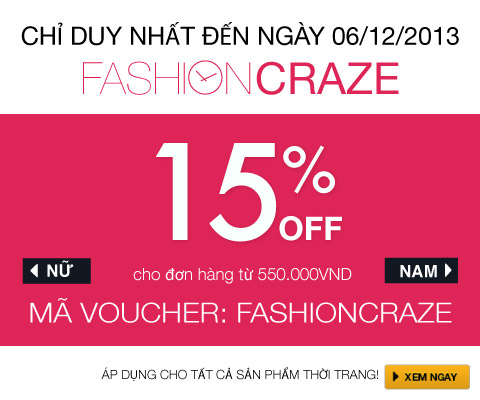 CHỈ DUY NHẤT ĐẾN NGÀY 06/12/2013
FASHIONCRAZE
15% OFF
NỮ
cho đơn hàng từ 550.000VND
NAM
MÃ VOUCHER: FASHIONCRAZE
ÁP DỤNG CHO TẤT CẢ SẢN PHẨM THỜI TRANG!
XEM NGAY